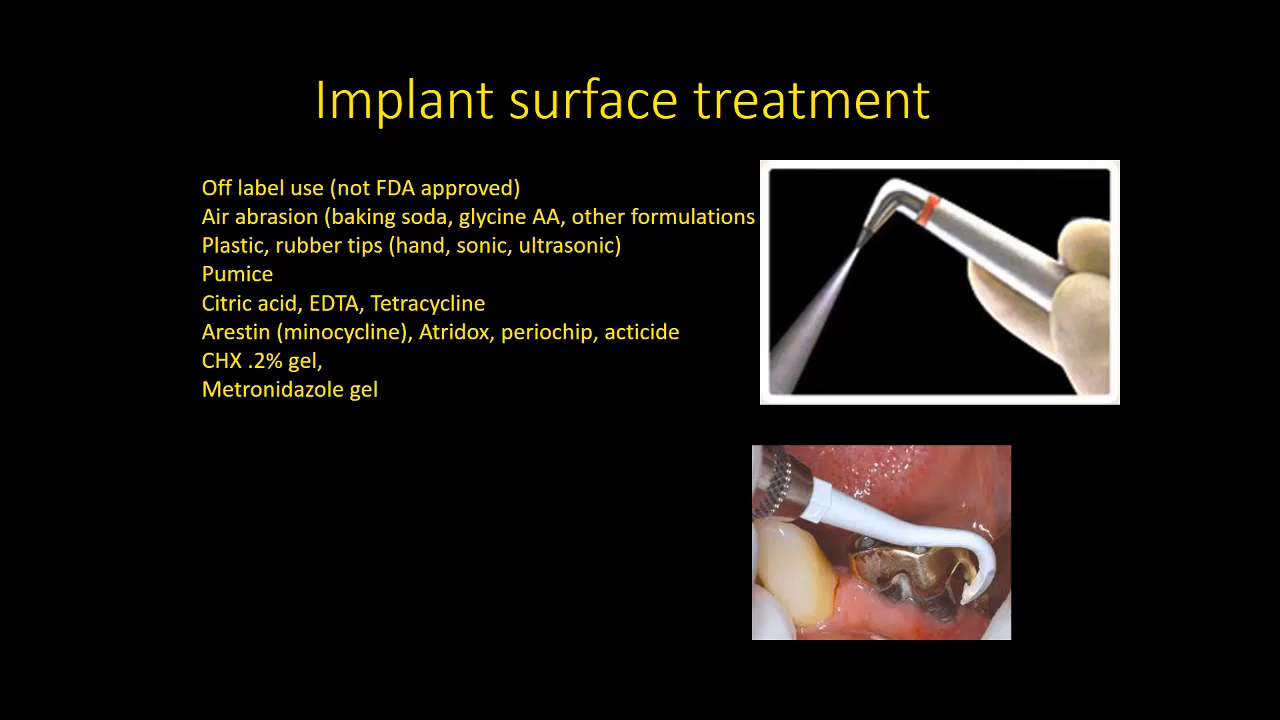 Implant surface treatment
Off label use (not FDA approved)
Air abrasion (baking soda, glycine AA, other formulations
Plastic, rubber tips (hand, sonic, ultrasonic)
Pumice
Citric acid, EDTA, Tetracycline
Arestin (minocycline), Atridox, periochip, acticide
CHX .2% gel,
Metronidazole gel